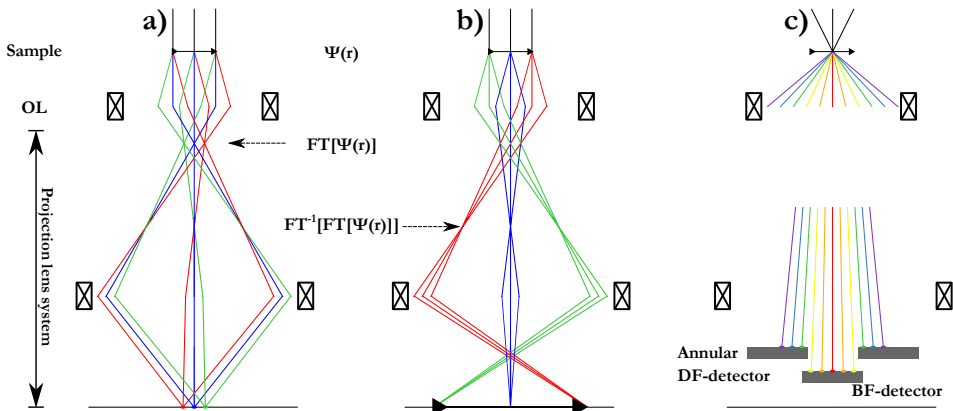 a)
b)
c)
Sample
Ψ(r)
OL
FT[Ψ(r)]
Projection lens system
FT⁻¹[FT[Ψ(r)]]
Annular
DF-detector
BF-detector